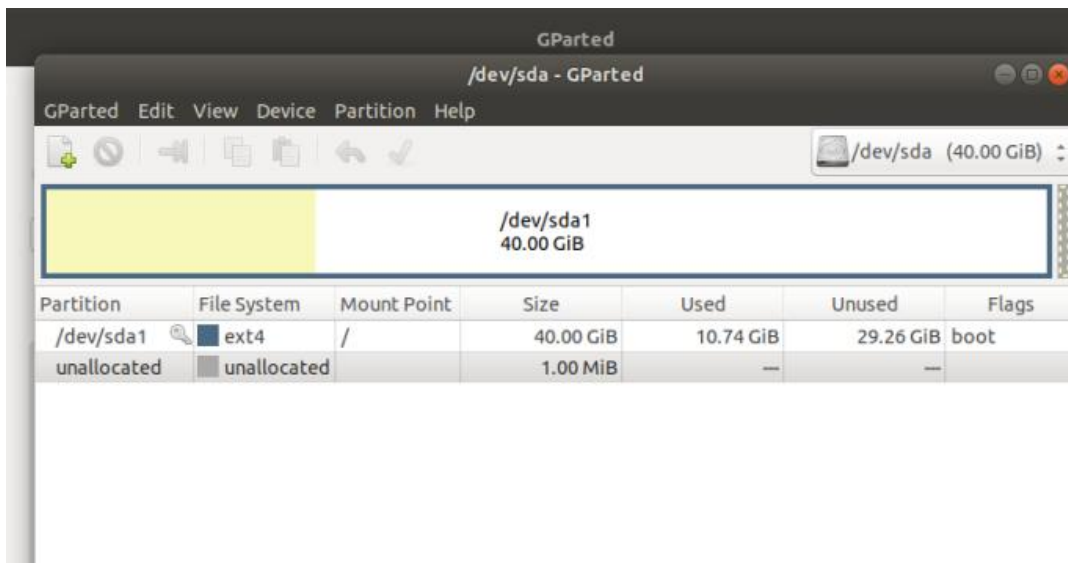 GParted
/dev/sda - GParted
GParted Edit View Device Partition Help
/dev/sda (40.00 GiB)
/dev/sda1
40.00 GiB
Partition File System Mount Point Size Used Unused Flags
/dev/sda1 ext4 / 40.00 GiB 10.74 GiB 29.26 GiB boot
unallocated unallocated 1.00 MiB — —